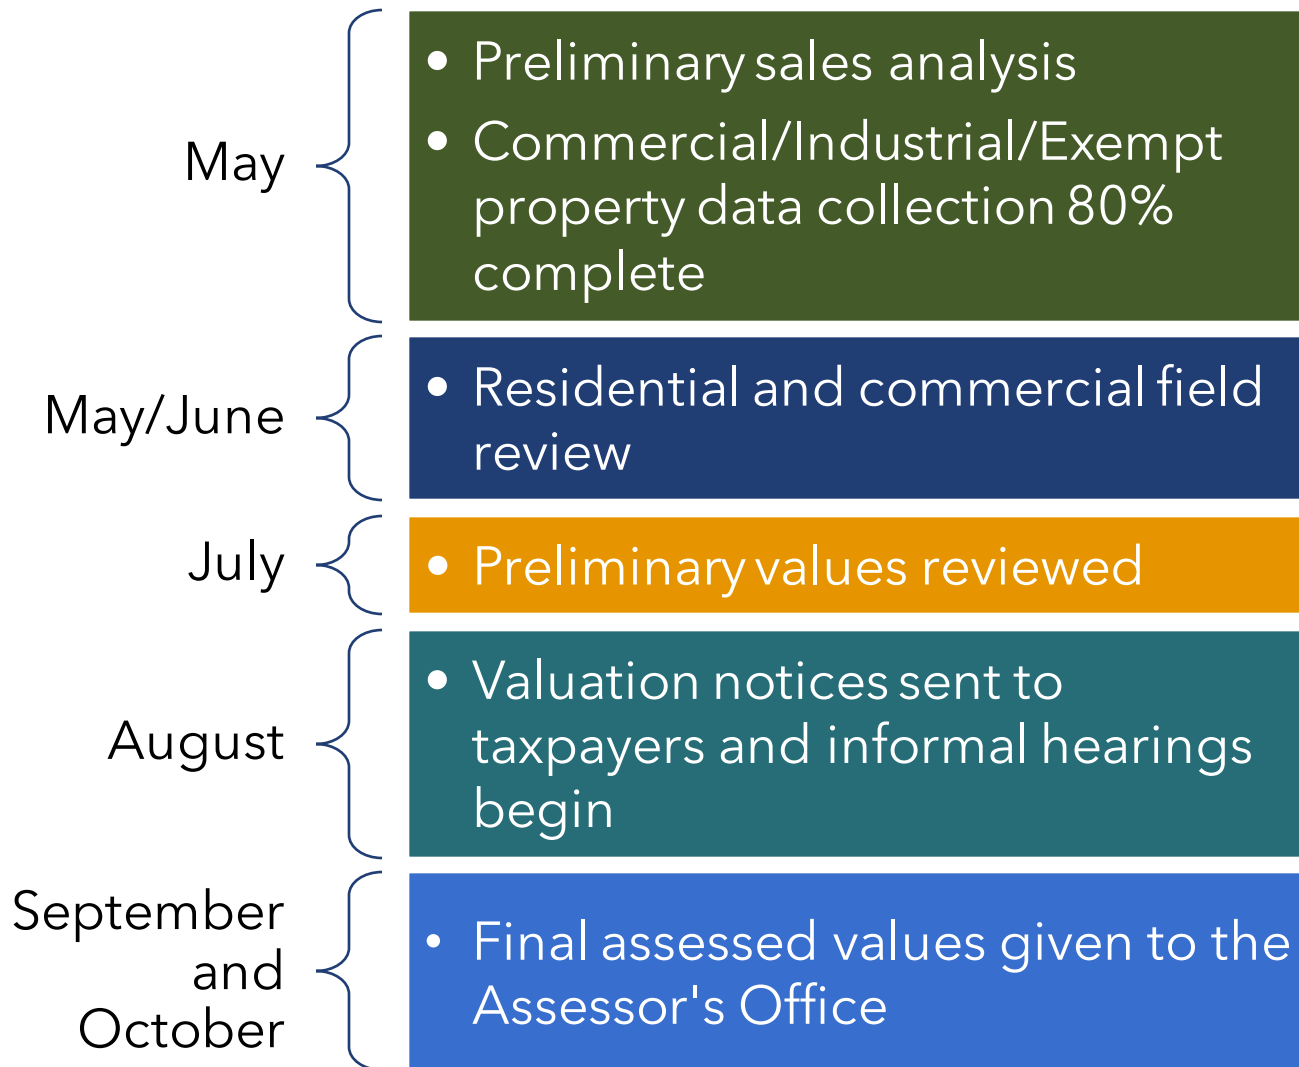 May
• Preliminary sales analysis
• Commercial/Industrial/Exempt
property data collection 80%
complete
May/June
• Residential and commercial field
review
July
• Preliminary values reviewed
August
• Valuation notices sent to
taxpayers and informal hearings
begin
September
and
October
• Final assessed values given to the
Assessor's Office